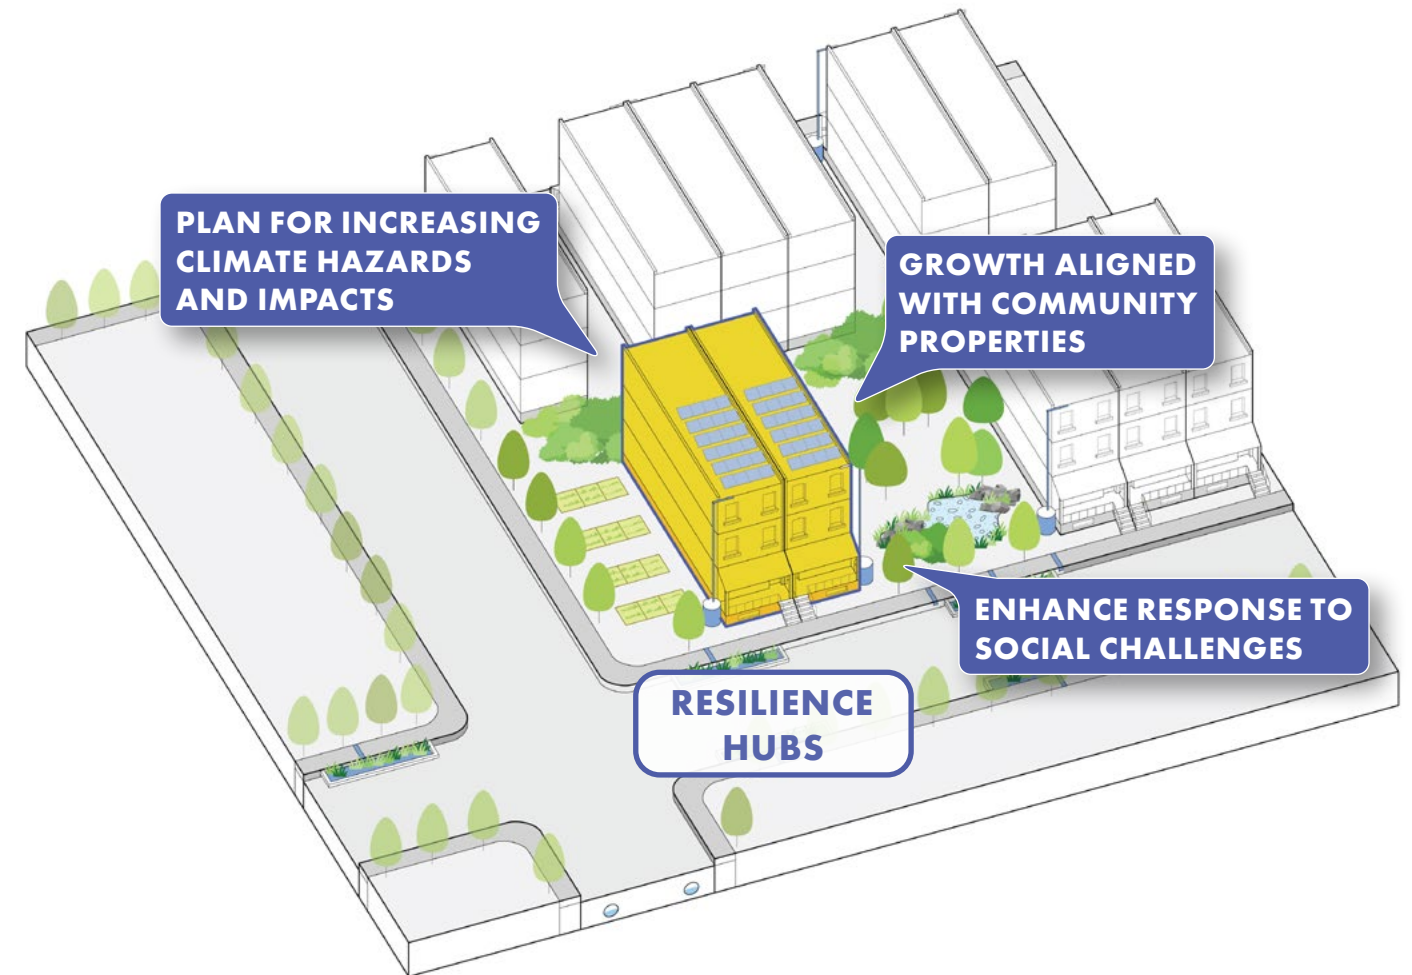 PLAN FOR INCREASING
CLIMATE HAZARDS
AND IMPACTS
GROWTH ALIGNED
WITH COMMUNITY
PROPERTIES
ENHANCE RESPONSE TO
SOCIAL CHALLENGES
RESILIENCE
HUBS